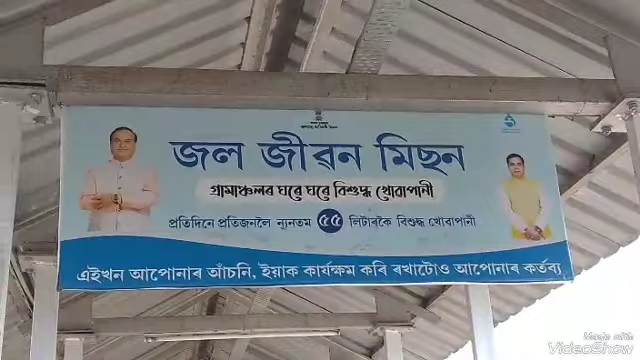 জল জীৱন মিছন
গ্ৰামাঞ্চলৰ ঘৰে ঘৰে বিশুদ্ধ খোৱাপানী
প্ৰতিদিনে প্ৰতিজনলৈ ন্যূনতম ৫৫ লিটাৰকৈ বিশুদ্ধ খোৱাপানী
এইখন আপোনাৰ আঁচনি, ইয়াক কাৰ্যক্ষম কৰি ৰখাটোও আপোনাৰ কৰ্তব্য
Made with
VideoShow